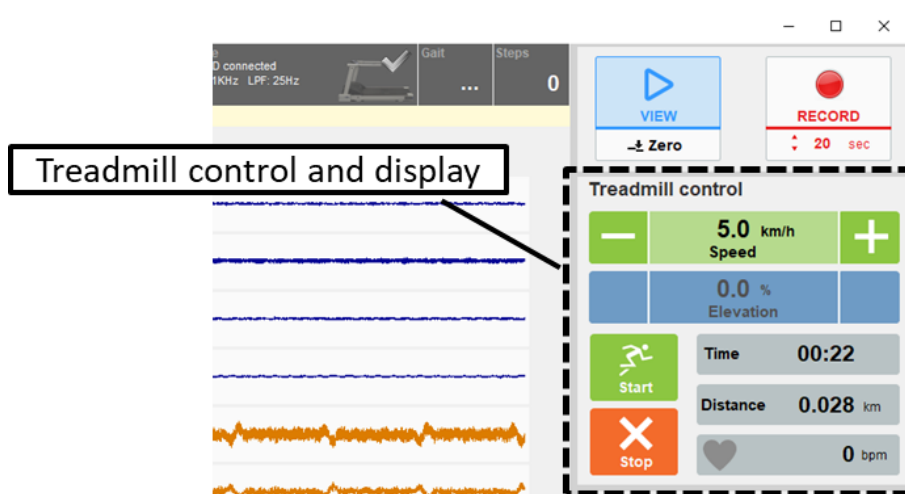 D connected
1KHz LPF: 25Hz
Gait
...
Steps
0
VIEW
Zero
RECORD
20 sec
Treadmill control and display
Treadmill control
− 5.0 km/h +
Speed
0.0 %
Elevation
Start
Stop
Time 00:22
Distance 0.028 km
0 bpm